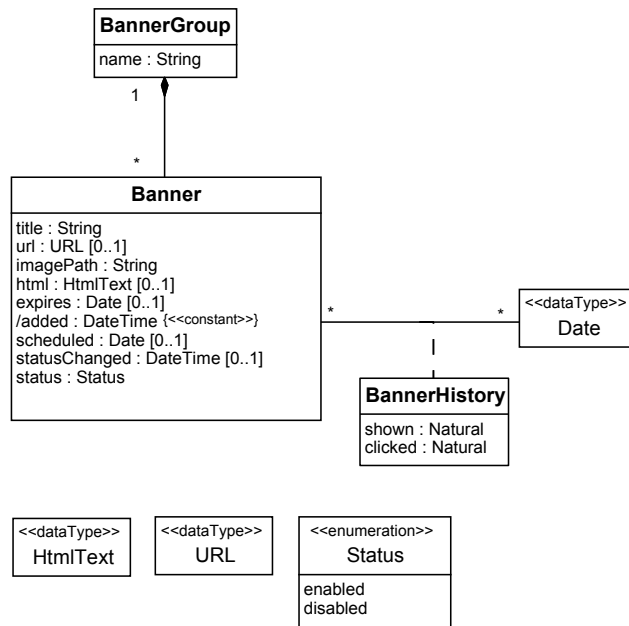 BannerGroup
name : String
1
*
Banner
title : String
url : URL [0..1]
imagePath : String
html : HtmlText [0..1]
expires : Date [0..1]
/added : DateTime {<<constant>>}
scheduled : Date [0..1]
statusChanged : DateTime [0..1]
status : Status
*
*
<<dataType>>
Date
BannerHistory
shown : Natural
clicked : Natural
<<dataType>>
HtmlText
<<dataType>>
URL
<<enumeration>>
Status
enabled
disabled